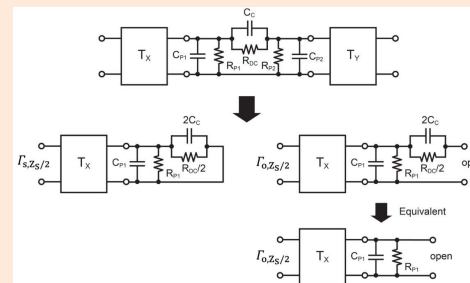 C_C
T_X C_P1 R_P1 R_DC R_P2 C_P2 T_Y
2C_C 2C_C
Γ_s,Z_S/2 T_X C_P1 R_P1 R_DC/2 Γ_o,Z_S/2 T_X C_P1 R_P1 R_DC/2 op
Equivalent
Γ_o,Z_S/2 T_X C_P1 R_P1 open